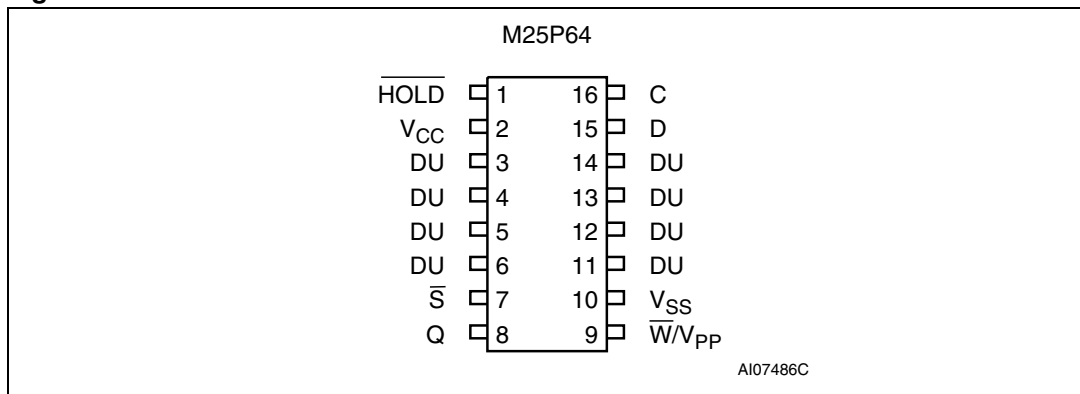 M25P64
H̅O̅L̅D̅ 1 16 C
VCC 2 15 D
DU 3 14 DU
DU 4 13 DU
DU 5 12 DU
DU 6 11 DU
S̅ 7 10 VSS
Q 8 9 W̅/VPP
AI07486C